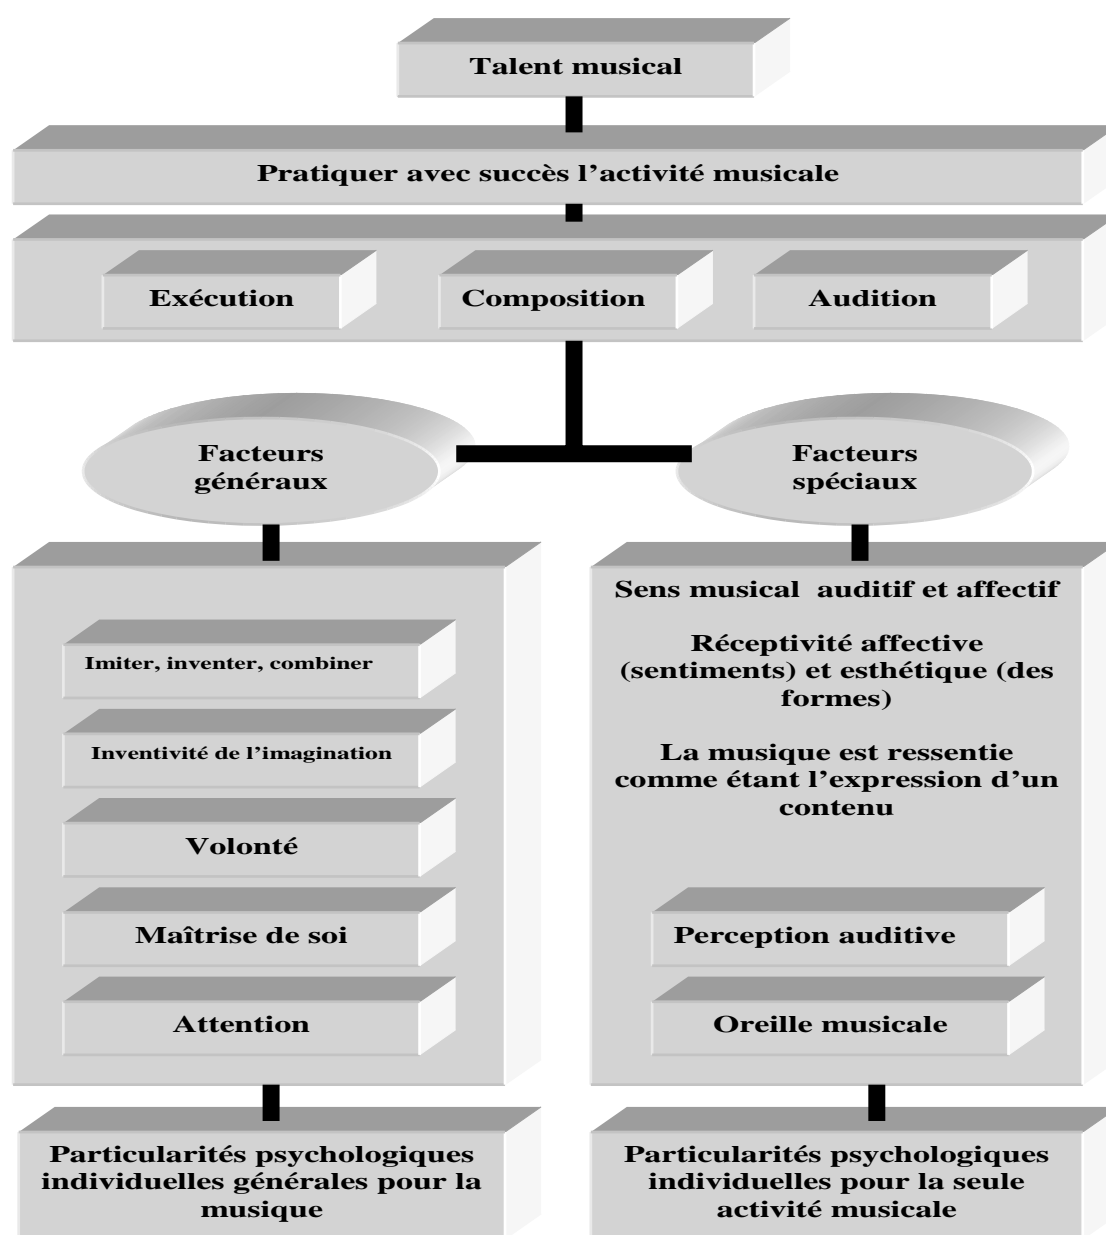 Talent musical
Pratiquer avec succès l’activité musicale
Exécution
Composition
Audition
Facteurs
généraux
Facteurs
spéciaux
Imiter, inventer, combiner
Inventivité de l’imagination
Volonté
Maîtrise de soi
Attention
Sens musical auditif et affectif
Réceptivité affective
(sentiments) et esthétique (des
formes)
La musique est ressentie
comme étant l’expression d’un
contenu
Perception auditive
Oreille musicale
Particularités psychologiques
individuelles générales pour la
musique
Particularités psychologiques
individuelles pour la seule
activité musicale